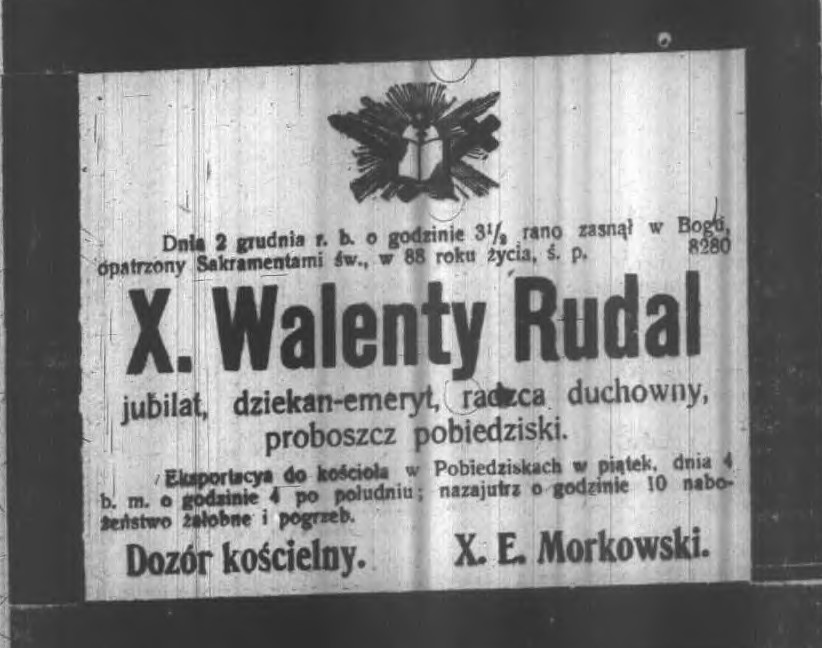 Dnia 2 grudnia r. b. o godzinie 3½ rano zasnął w Bogu,
opatrzony Sakramentami św., w 88 roku życia, ś. p. 8280
X. Walenty Rudal
jubilat, dziekan-emeryt, radzca duchowny,
proboszcz pobiedziski.
Eksportacya do kościoła w Pobiedziskach w piątek, dnia 4
b. m. o godzinie 4 po południu; nazajutrz o godzinie 10 nabo-
żeństwo żałobne i pogrzeb.
Dozór kościelny. X. E. Morkowski.